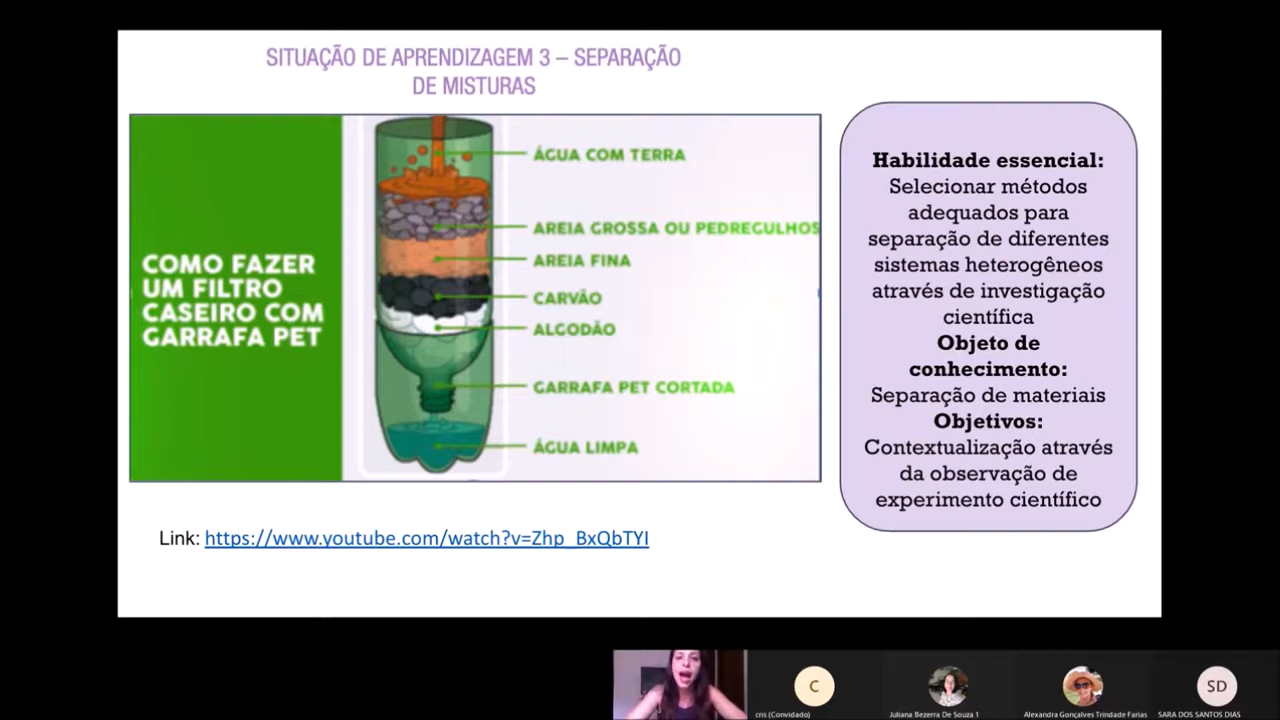 SITUAÇÃO DE APRENDIZAGEM 3 – SEPARAÇÃO
DE MISTURAS
COMO FAZER
UM FILTRO
CASEIRO COM
GARRAFA PET
ÁGUA COM TERRA
AREIA GROSSA OU PEDREGULHOS
AREIA FINA
CARVÃO
ALGODÃO
GARRAFA PET CORTADA
ÁGUA LIMPA
Habilidade essencial:
Selecionar métodos
adequados para
separação de diferentes
sistemas heterogêneos
através de investigação
científica
Objeto de
conhecimento:
Separação de materiais
Objetivos:
Contextualização através
da observação de
experimento científico
Link: https://www.youtube.com/watch?v=Zhp_BxQbTYI
C
SD
cris (Convidado)
Juliana Bezerra De Souza 1
Alexandra Gonçalves Trindade Farias
SARA DOS SANTOS DIAS